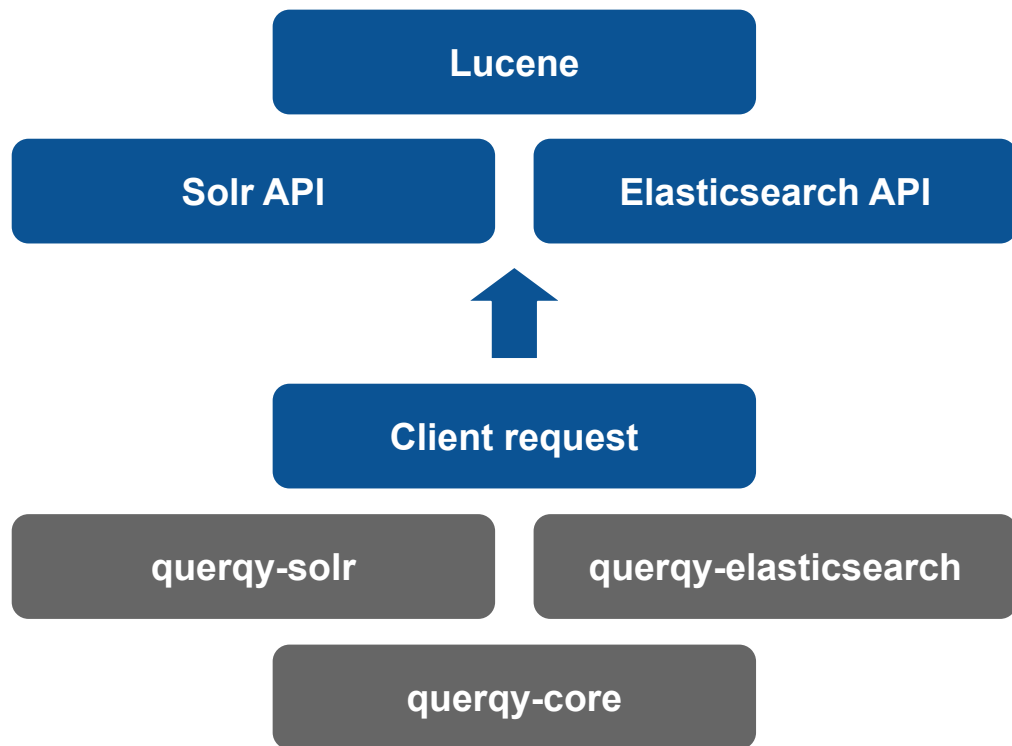 Lucene
Solr API
Elasticsearch API
Client request
querqy-solr
querqy-elasticsearch
querqy-core